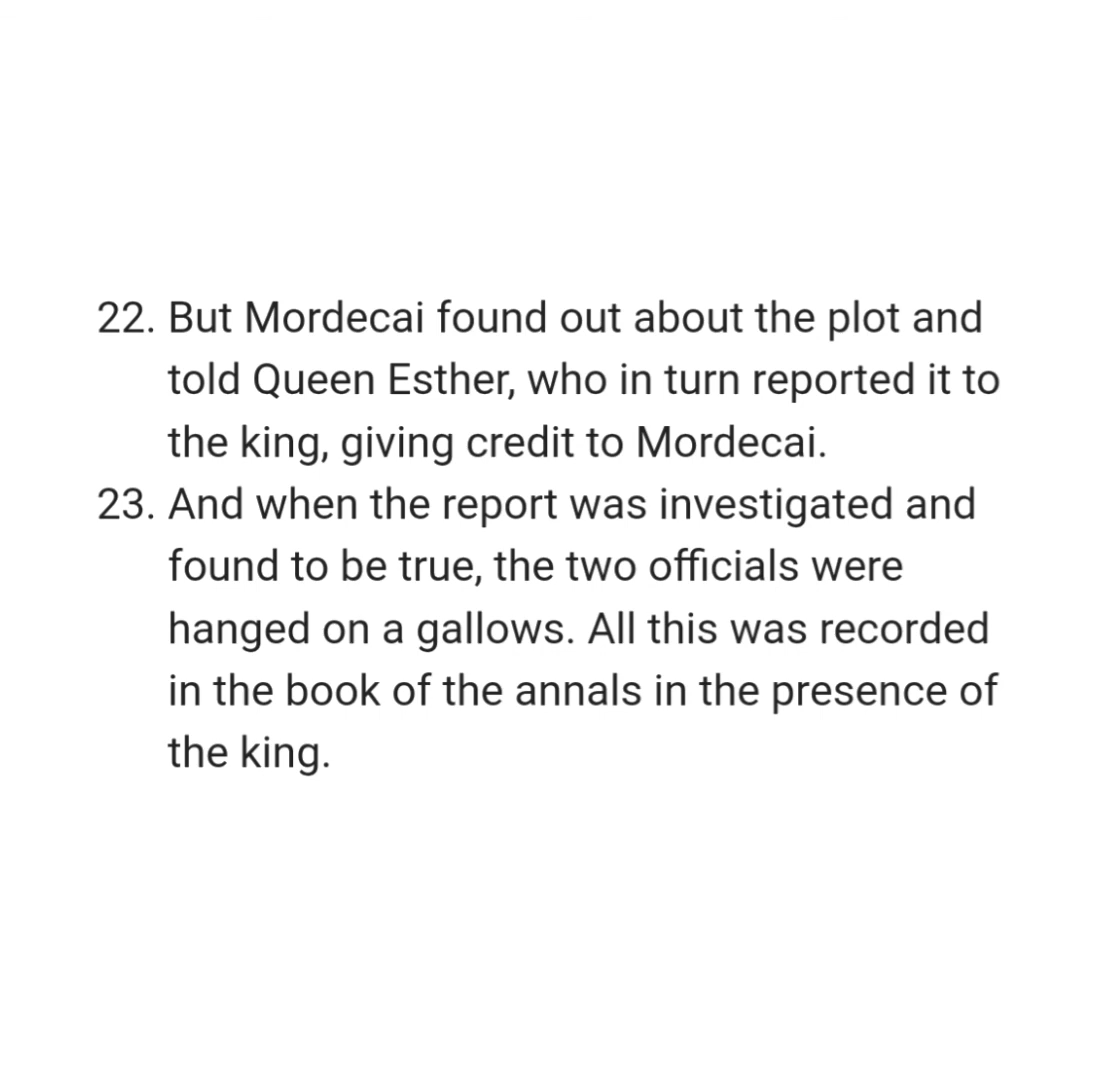 22. But Mordecai found out about the plot and
told Queen Esther, who in turn reported it to
the king, giving credit to Mordecai.
23. And when the report was investigated and
found to be true, the two officials were
hanged on a gallows. All this was recorded
in the book of the annals in the presence of
the king.